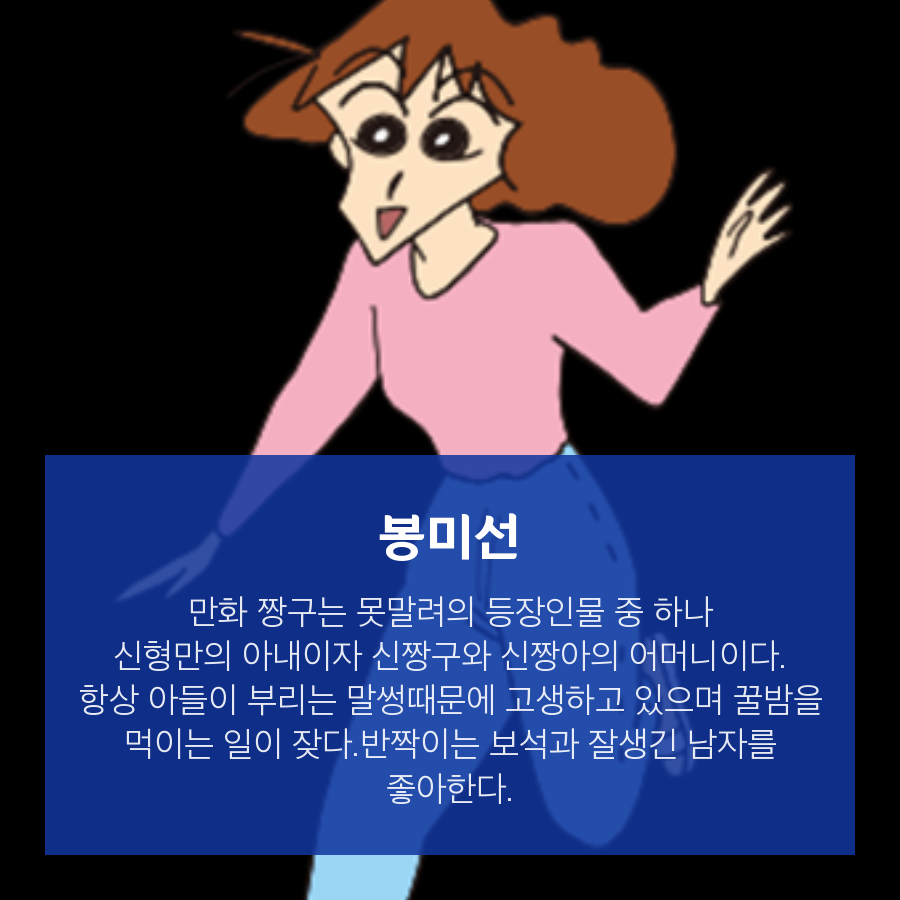 봉미선
만화 짱구는 못말려의 등장인물 중 하나
신형만의 아내이자 신짱구와 신짱아의 어머니이다.
항상 아들이 부리는 말썽때문에 고생하고 있으며 꿀밤을
먹이는 일이 잦다.반짝이는 보석과 잘생긴 남자를
좋아한다.